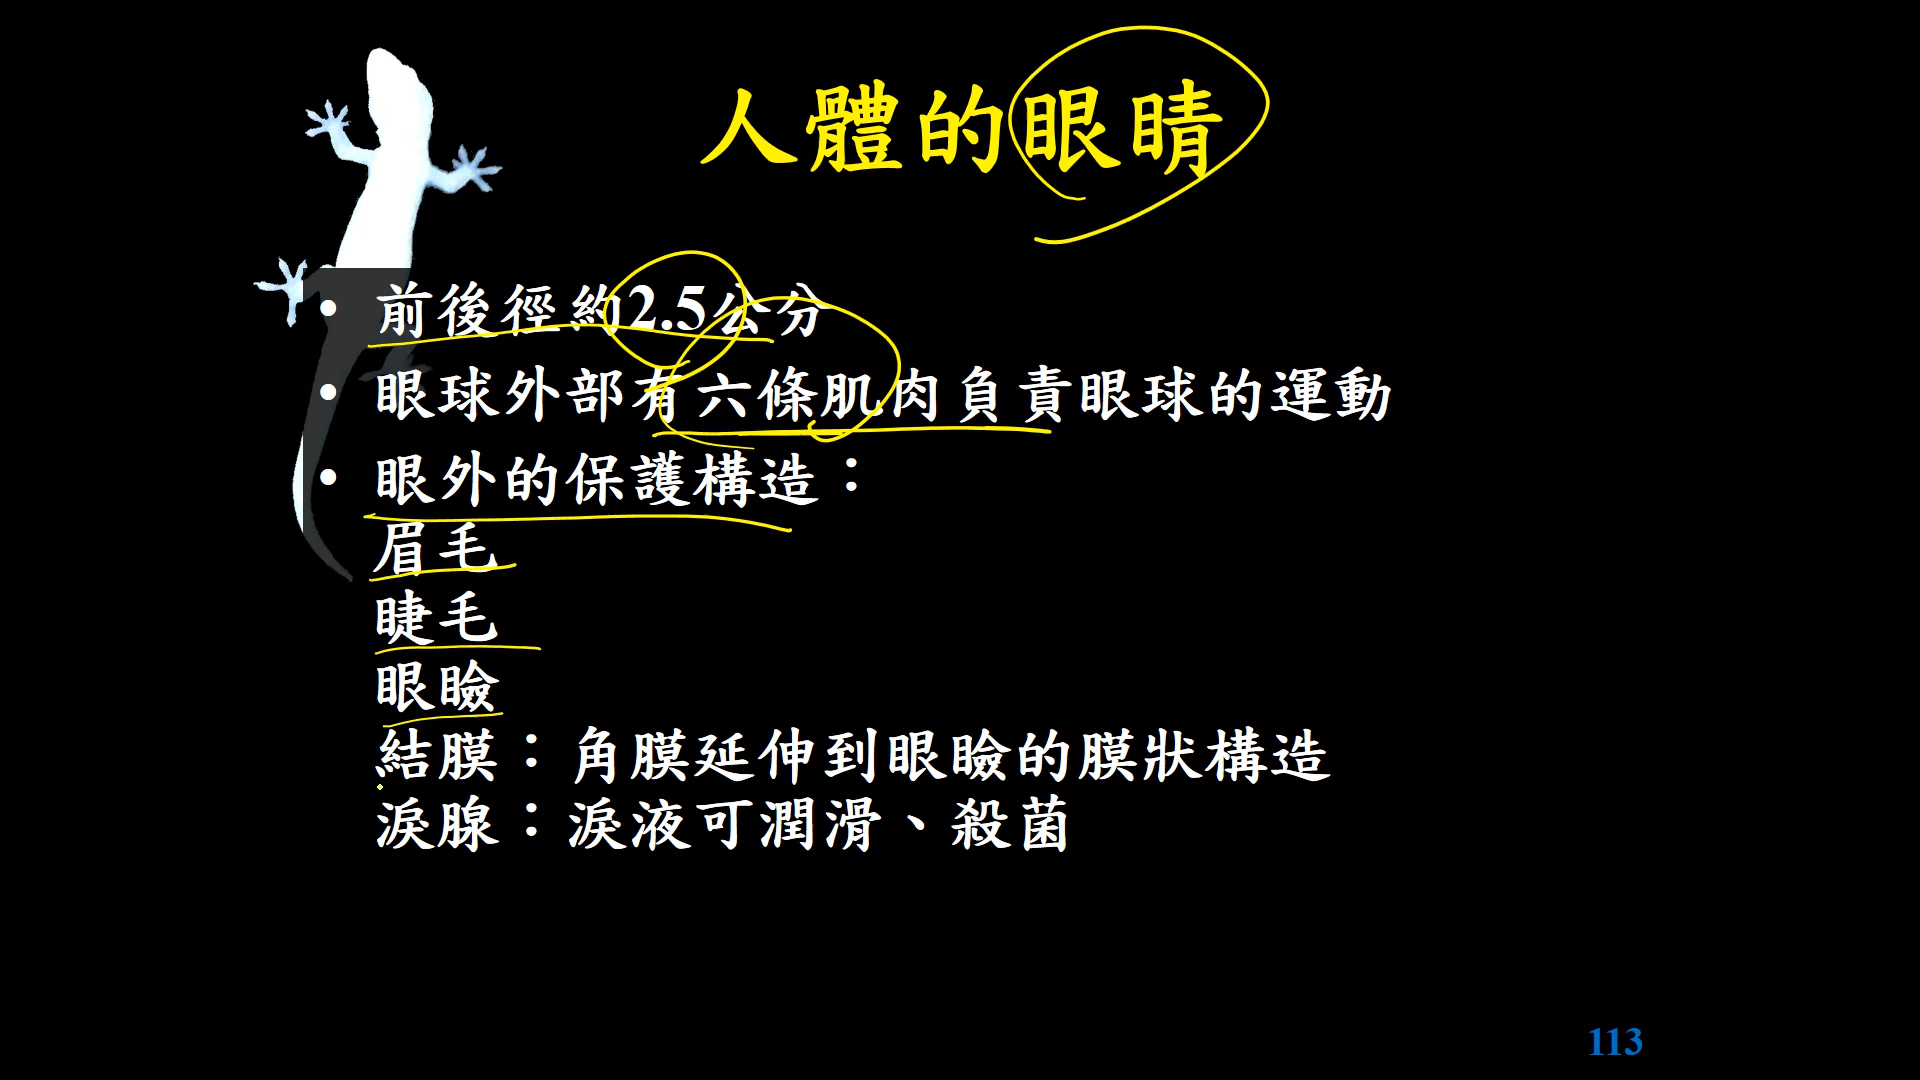 人體的眼睛
• 前後徑約2.5公分
• 眼球外部有六條肌肉負責眼球的運動
• 眼外的保護構造：
眉毛
睫毛
眼瞼
結膜：角膜延伸到眼瞼的膜狀構造
淚腺：淚液可潤滑、殺菌
113